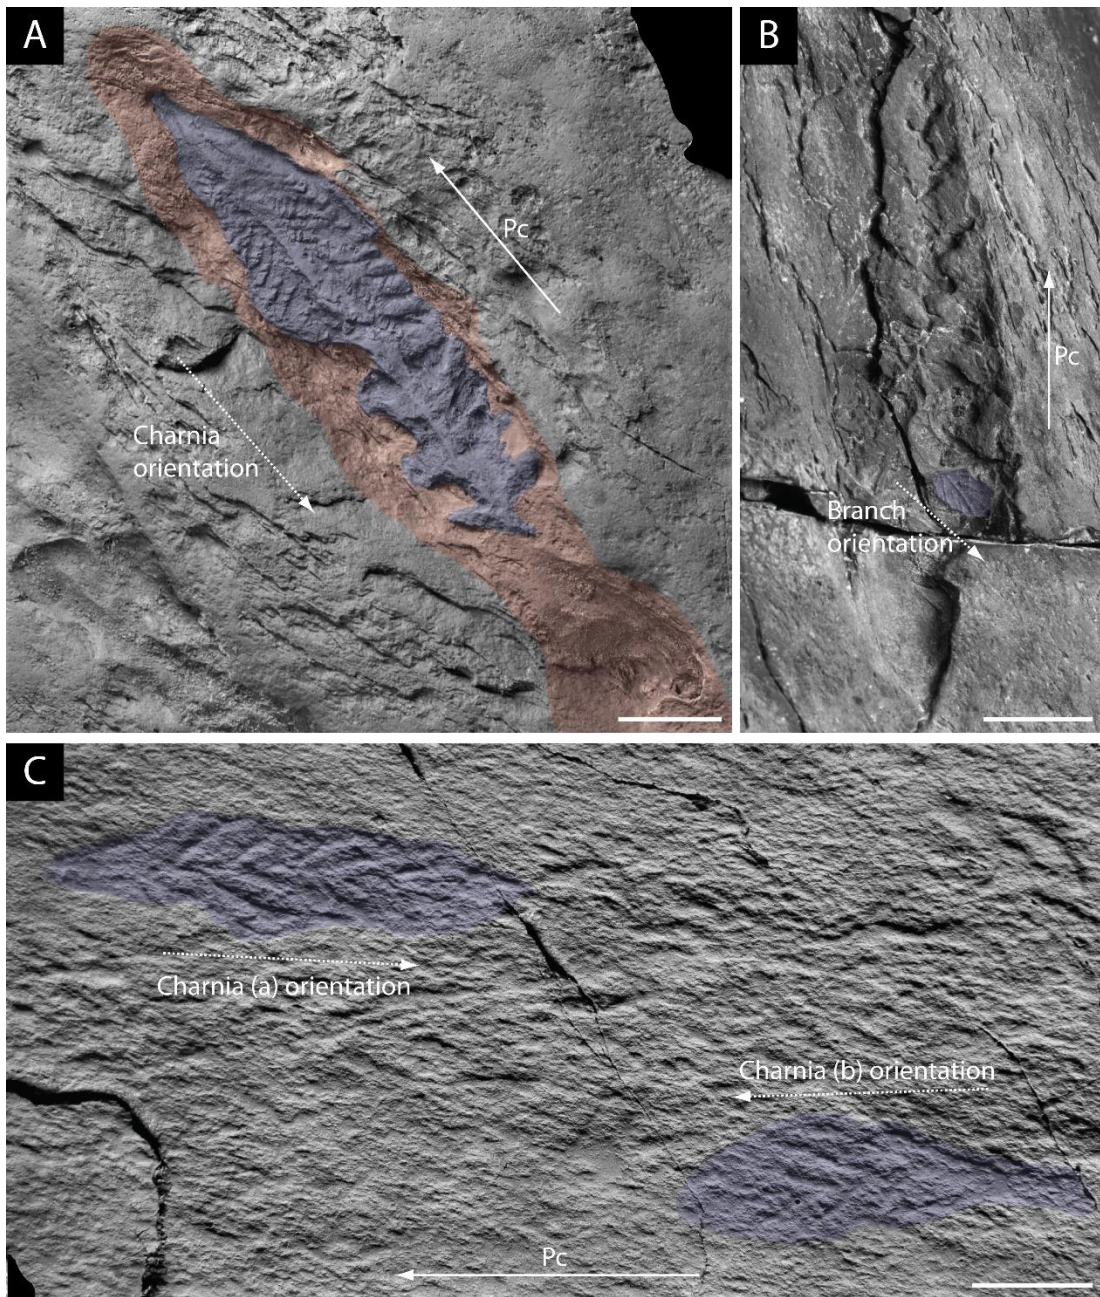 A
Pc
Charnia
orientation
B
Pc
Branch
orientation
C
Charnia (a) orientation
Charnia (b) orientation
Pc